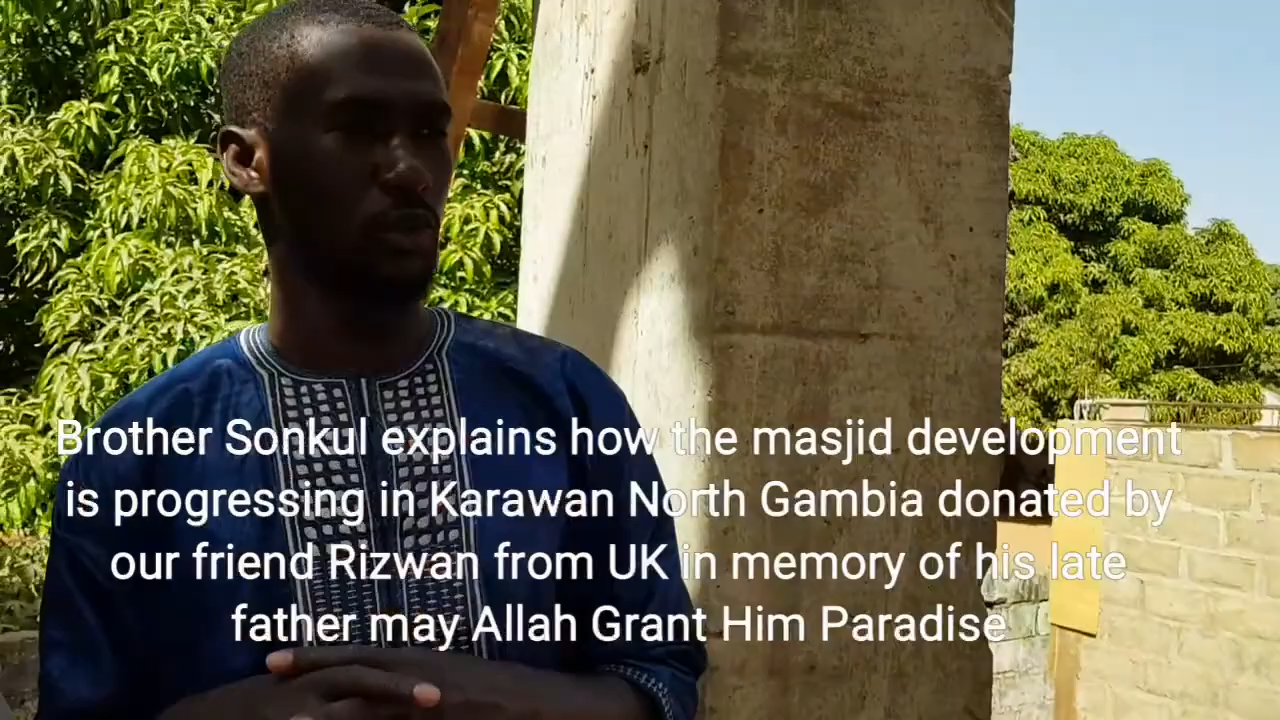 Brother Sonkul explains how the masjid development
is progressing in Karawan North Gambia donated by
our friend Rizwan from UK in memory of his late
father may Allah Grant Him Paradise